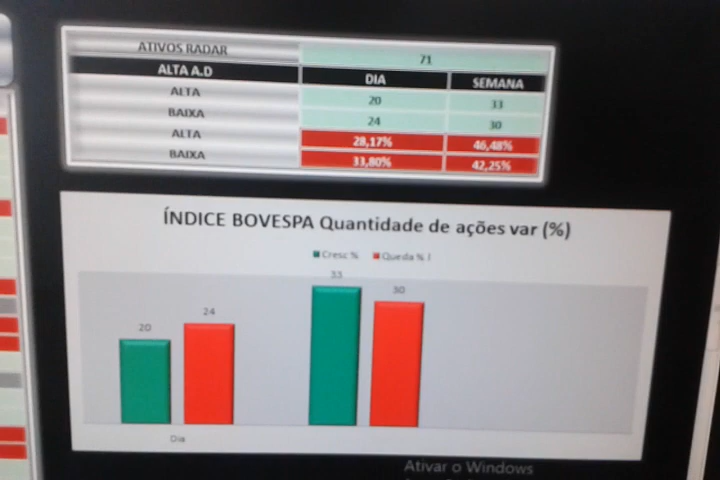 ATIVOS RADAR 71
ALTA A.D DIA SEMANA
ALTA 20 33
BAIXA 24 30
ALTA 28,17% 46,48%
BAIXA 33,80% 42,25%
ÍNDICE BOVESPA Quantidade de ações var (%)
Cresc % Queda %
20 24 33 30
Dia
Ativar o Windows